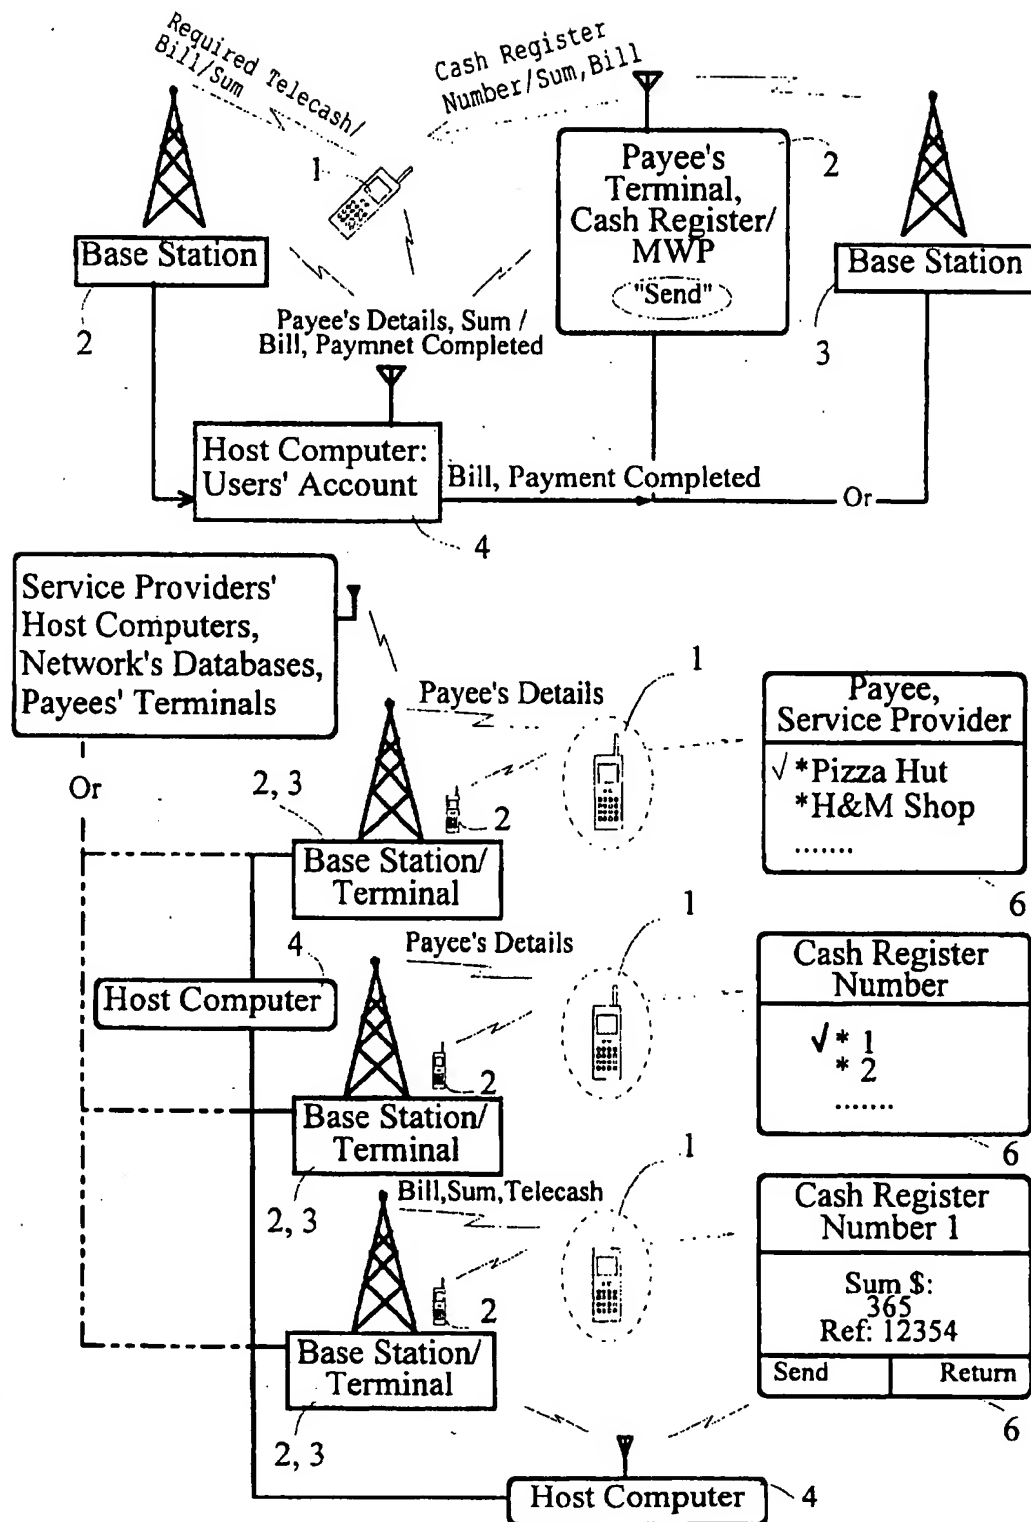 Required Telecash/
Bill/Sum
Cash Register
Number/Sum,Bill
1
Payee's
Terminal,
Cash Register/
MWP
"Send"
2
Base Station
2
Base Station
3
Payee's Details, Sum /
Bill, Paymnet Completed
Host Computer:
Users' Account
Bill, Payment Completed
Or
4
Service Providers'
Host Computers,
Network's Databases,
Payees' Terminals
Or
Payee's Details
1
2, 3
2
Base Station/
Terminal
Payee,
Service Provider
√ *Pizza Hut
*H&M Shop
.......
6
4
Host Computer
Payee's Details
1
2
Base Station/
Terminal
2, 3
Cash Register
Number
√ * 1
* 2
.......
6
Bill,Sum,Telecash
1
2
Base Station/
Terminal
2, 3
Cash Register
Number 1
Sum $:
365
Ref: 12354
Send Return
6
Host Computer
4